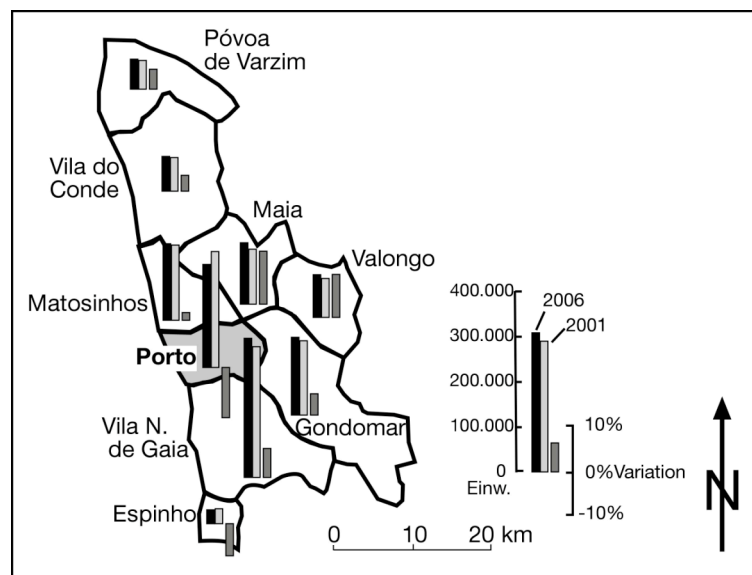 Póvoa
de Varzim
Vila do
Conde
Maia
Valongo
Matosinhos
Porto
Vila N.
de Gaia
Gondomar
Espinho
0 10 20 km
400.000
300.000
200.000
100.000
0
Einw.
2006
2001
10%
0%Variation
-10%
N